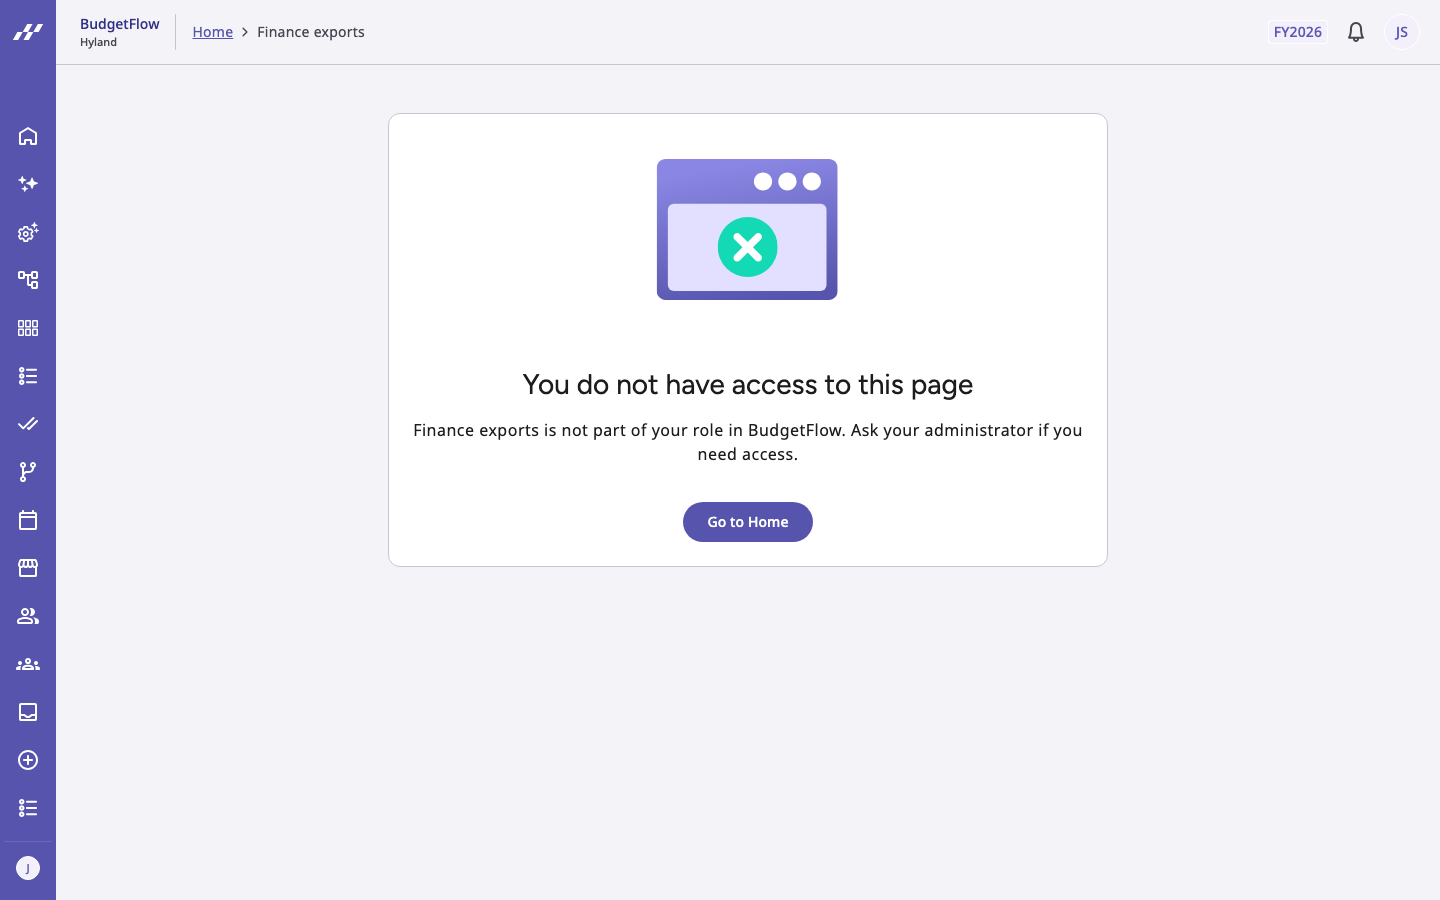 BudgetFlow
Hyland
Home > Finance exports
FY2026
JS
You do not have access to this page
Finance exports is not part of your role in BudgetFlow. Ask your administrator if you
need access.
Go to Home
J